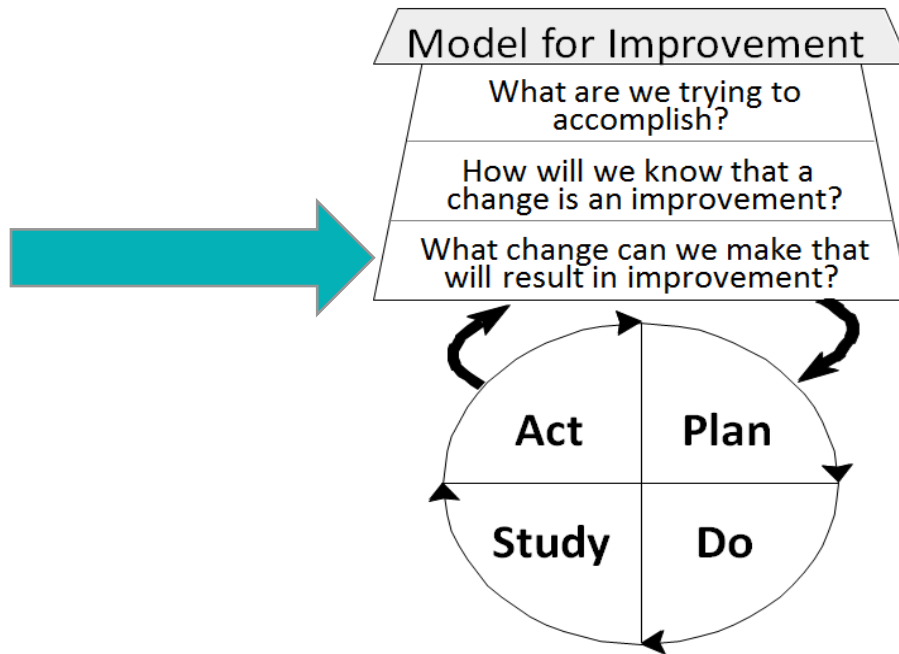 Model for Improvement
What are we trying to
accomplish?
How will we know that a
change is an improvement?
What change can we make that
will result in improvement?
Act
Plan
Study
Do